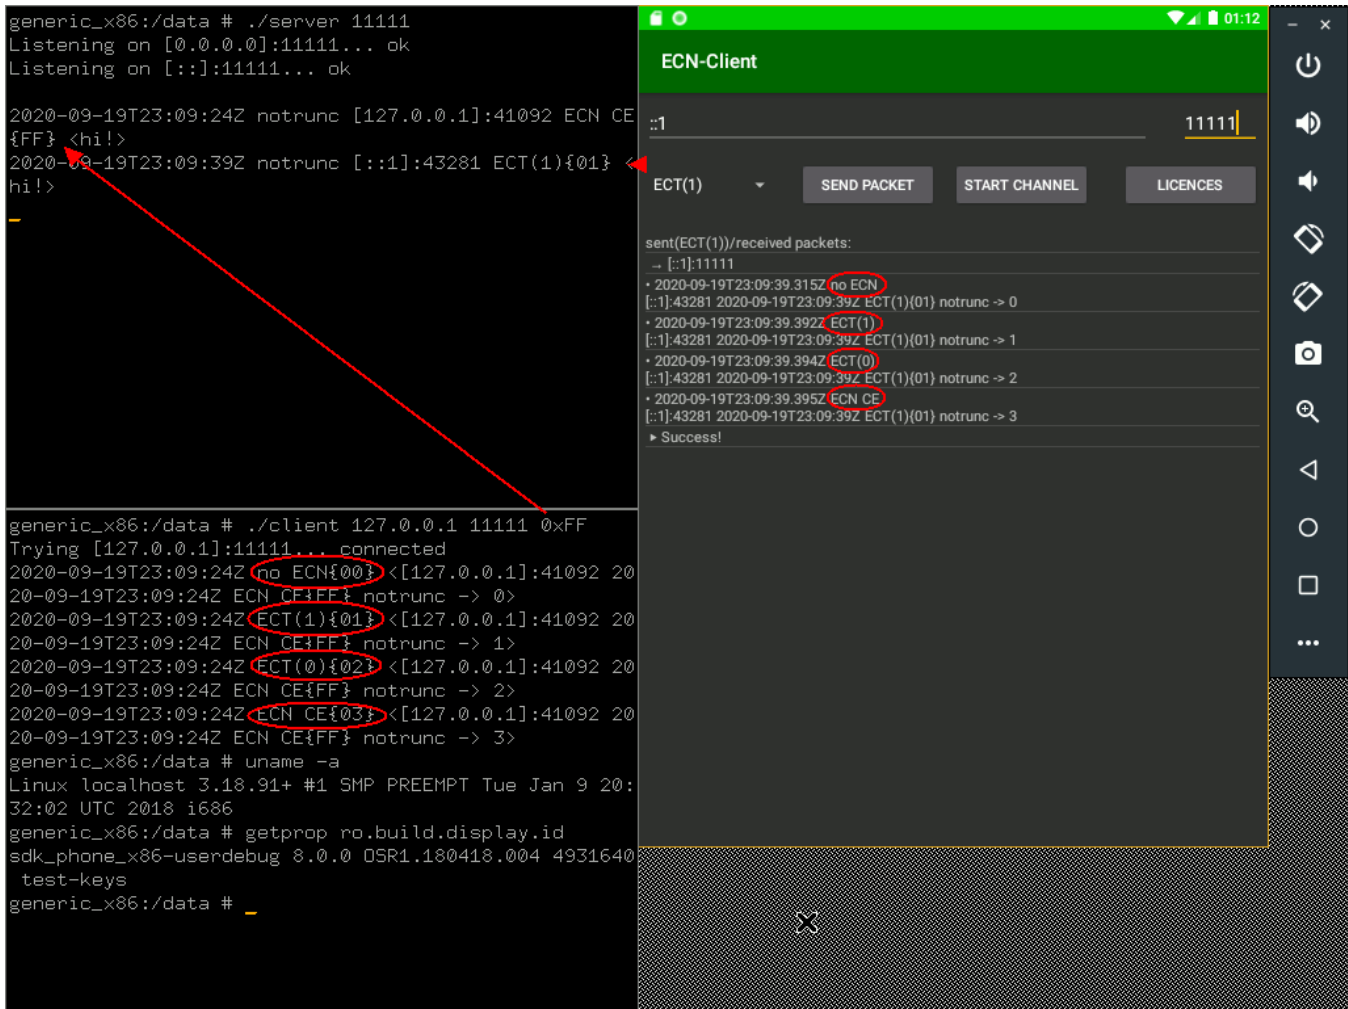 generic_x86:/data # ./server 11111
Listening on [0.0.0.0]:11111... ok
Listening on [::]:11111... ok
2020-09-19T23:09:24Z notrunc [127.0.0.1]:41092 ECN CE
{FF} <hi!>
2020-09-19T23:09:39Z notrunc [::1]:43281 ECT(1){01} <
hi!>
generic_x86:/data # ./client 127.0.0.1 11111 0xFF
Trying [127.0.0.1]:11111... connected
2020-09-19T23:09:24Z no ECN{00} <[127.0.0.1]:41092 20
20-09-19T23:09:24Z ECN CE{FF} notrunc -> 0>
2020-09-19T23:09:24Z ECT(1){01} <[127.0.0.1]:41092 20
20-09-19T23:09:24Z ECN CE{FF} notrunc -> 1>
2020-09-19T23:09:24Z ECT(0){02} <[127.0.0.1]:41092 20
20-09-19T23:09:24Z ECN CE{FF} notrunc -> 2>
2020-09-19T23:09:24Z ECN CE{03} <[127.0.0.1]:41092 20
20-09-19T23:09:24Z ECN CE{FF} notrunc -> 3>
generic_x86:/data # uname -a
Linux localhost 3.18.91+ #1 SMP PREEMPT Tue Jan 9 20:
32:02 UTC 2018 i686
generic_x86:/data # getprop ro.build.display.id
sdk_phone_x86-userdebug 8.0.0 OSR1.180418.004 4931640
test-keys
generic_x86:/data #
01:12
ECN-Client
::1 11111
ECT(1) SEND PACKET START CHANNEL LICENCES
sent(ECT(1))/received packets:
→ [::1]:11111
• 2020-09-19T23:09:39.315Z no ECN
[::1]:43281 2020-09-19T23:09:39Z ECT(1){01} notrunc -> 0
• 2020-09-19T23:09:39.392Z ECT(1)
[::1]:43281 2020-09-19T23:09:39Z ECT(1){01} notrunc -> 1
• 2020-09-19T23:09:39.394Z ECT(0)
[::1]:43281 2020-09-19T23:09:39Z ECT(1){01} notrunc -> 2
• 2020-09-19T23:09:39.395Z ECN CE
[::1]:43281 2020-09-19T23:09:39Z ECT(1){01} notrunc -> 3
▸ Success!